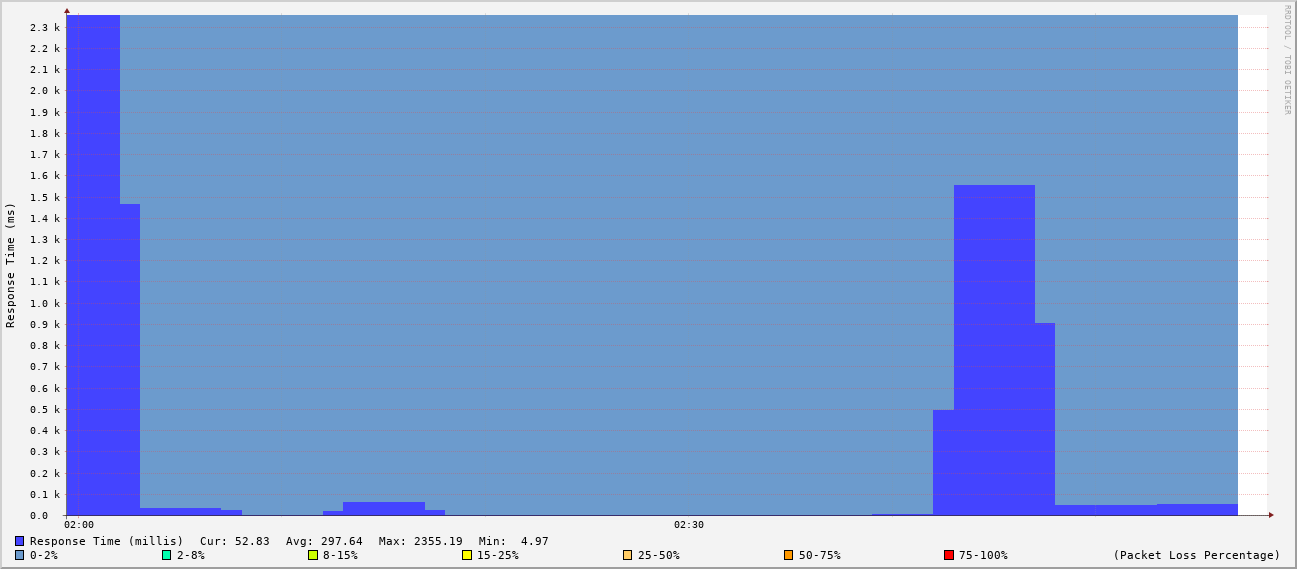 RRDTOOL / TOBI OETIKER
Response Time (ms)
2.3 k
2.2 k
2.1 k
2.0 k
1.9 k
1.8 k
1.7 k
1.6 k
1.5 k
1.4 k
1.3 k
1.2 k
1.1 k
1.0 k
0.9 k
0.8 k
0.7 k
0.6 k
0.5 k
0.4 k
0.3 k
0.2 k
0.1 k
0.0
02:00 02:30
Response Time (millis) Cur: 52.83 Avg: 297.64 Max: 2355.19 Min: 4.97
0-2% 2-8% 8-15% 15-25% 25-50% 50-75% 75-100% (Packet Loss Percentage)